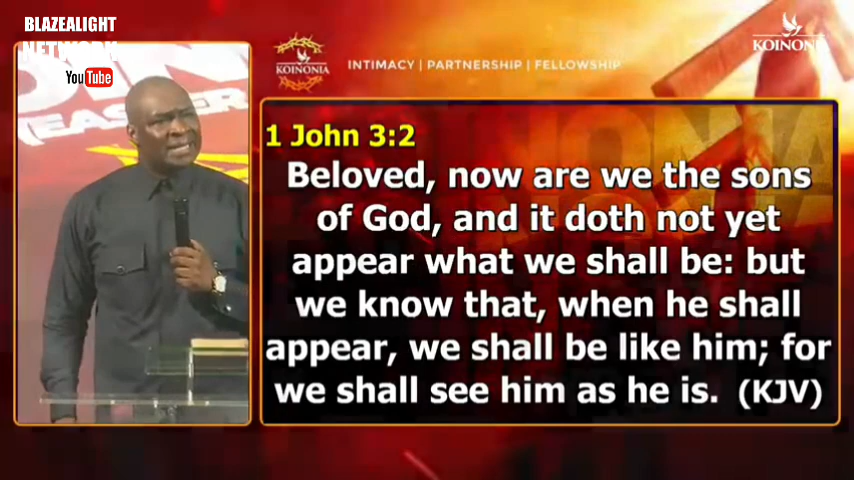 BLAZEALIGHT
NETWORK
YouTube
(EASTER
KOINONIA
INTIMACY | PARTNERSHIP | FELLOWSHIP
KOINONIA
1 John 3:2
Beloved, now are we the sons
of God, and it doth not yet
appear what we shall be: but
we know that, when he shall
appear, we shall be like him; for
we shall see him as he is. (KJV)